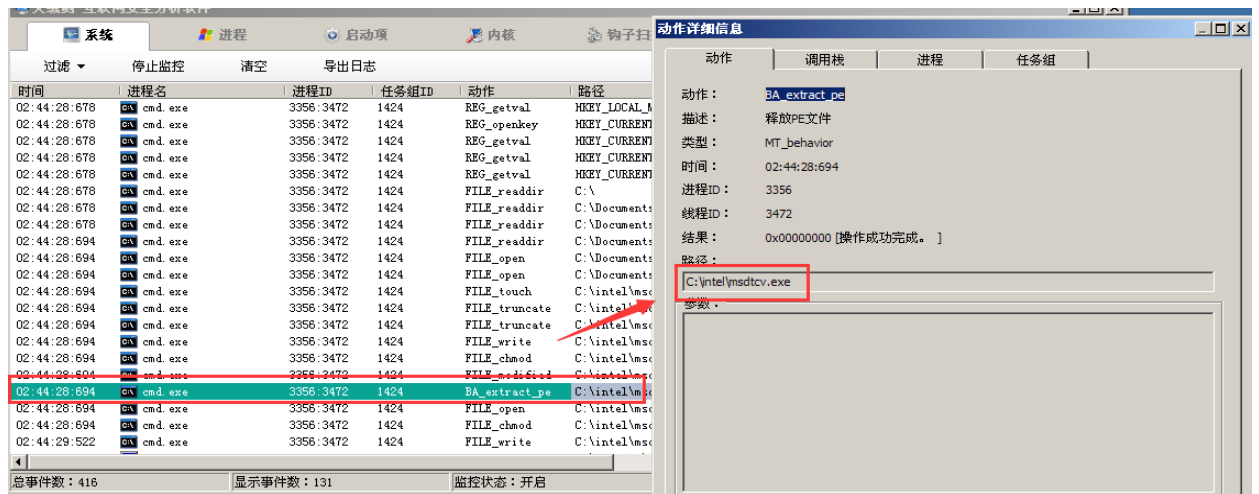 系统 进程 启动项 内核 钩子扫
过滤 停止监控 清空 导出日志
时间 进程名 进程ID 任务组ID 动作 路径
02:44:28:678 cmd.exe 3356:3472 1424 REG_getval HKEY_LOCAL_M
02:44:28:678 cmd.exe 3356:3472 1424 REG_openkey HKEY_CURRENT
02:44:28:678 cmd.exe 3356:3472 1424 REG_getval HKEY_CURRENT
02:44:28:678 cmd.exe 3356:3472 1424 REG_getval HKEY_CURRENT
02:44:28:678 cmd.exe 3356:3472 1424 REG_getval HKEY_CURRENT
02:44:28:678 cmd.exe 3356:3472 1424 FILE_readdir C:\
02:44:28:678 cmd.exe 3356:3472 1424 FILE_readdir C:\Documents
02:44:28:678 cmd.exe 3356:3472 1424 FILE_readdir C:\Documents
02:44:28:694 cmd.exe 3356:3472 1424 FILE_readdir C:\Documents
02:44:28:694 cmd.exe 3356:3472 1424 FILE_open C:\Documents
02:44:28:694 cmd.exe 3356:3472 1424 FILE_open C:\Documents
02:44:28:694 cmd.exe 3356:3472 1424 FILE_touch C:\intel\msd
02:44:28:694 cmd.exe 3356:3472 1424 FILE_truncate C:\intel\msd
02:44:28:694 cmd.exe 3356:3472 1424 FILE_truncate C:\intel\msd
02:44:28:694 cmd.exe 3356:3472 1424 FILE_write C:\intel\msd
02:44:28:694 cmd.exe 3356:3472 1424 FILE_chmod C:\intel\msd
02:44:28:694 cmd.exe 3356:3472 1424 FILE_modified C:\intel\msd
02:44:28:694 cmd.exe 3356:3472 1424 BA_extract_pe C:\intel\msd
02:44:28:694 cmd.exe 3356:3472 1424 FILE_open C:\intel\msd
02:44:28:694 cmd.exe 3356:3472 1424 FILE_chmod C:\intel\msd
02:44:29:522 cmd.exe 3356:3472 1424 FILE_write C:\intel\msd
总事件数：416 显示事件数：131 监控状态：开启
动作详细信息
动作 调用栈 进程 任务组
动作： BA_extract_pe
描述： 释放PE文件
类型： MT_behavior
时间： 02:44:28:694
进程ID： 3356
线程ID： 3472
结果： 0x00000000 [操作成功完成。 ]
路径：
C:\intel\msdtcv.exe
参数：